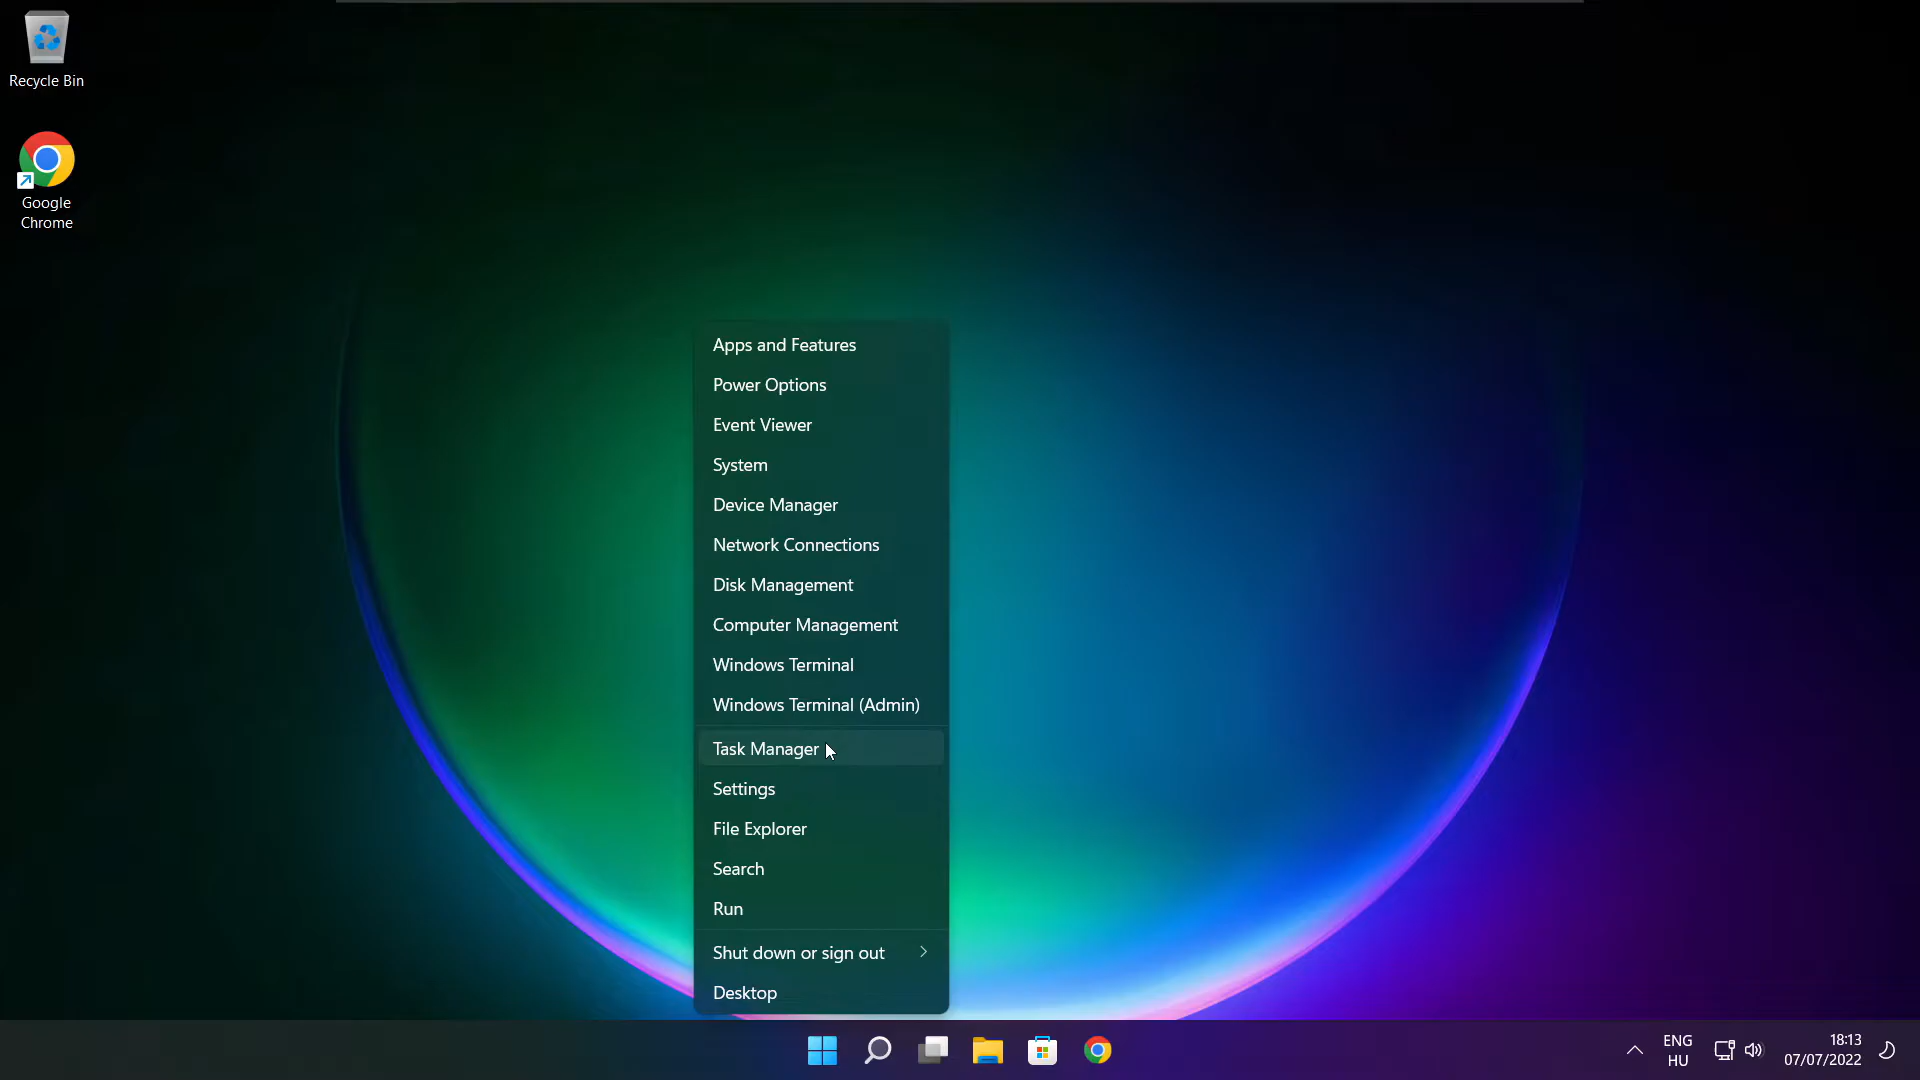 Recycle Bin
Google
Chrome
Apps and Features
Power Options
Event Viewer
System
Device Manager
Network Connections
Disk Management
Computer Management
Windows Terminal
Windows Terminal (Admin)
Task Manager
Settings
File Explorer
Search
Run
Shut down or sign out
Desktop
ENG
HU
18:13
07/07/2022